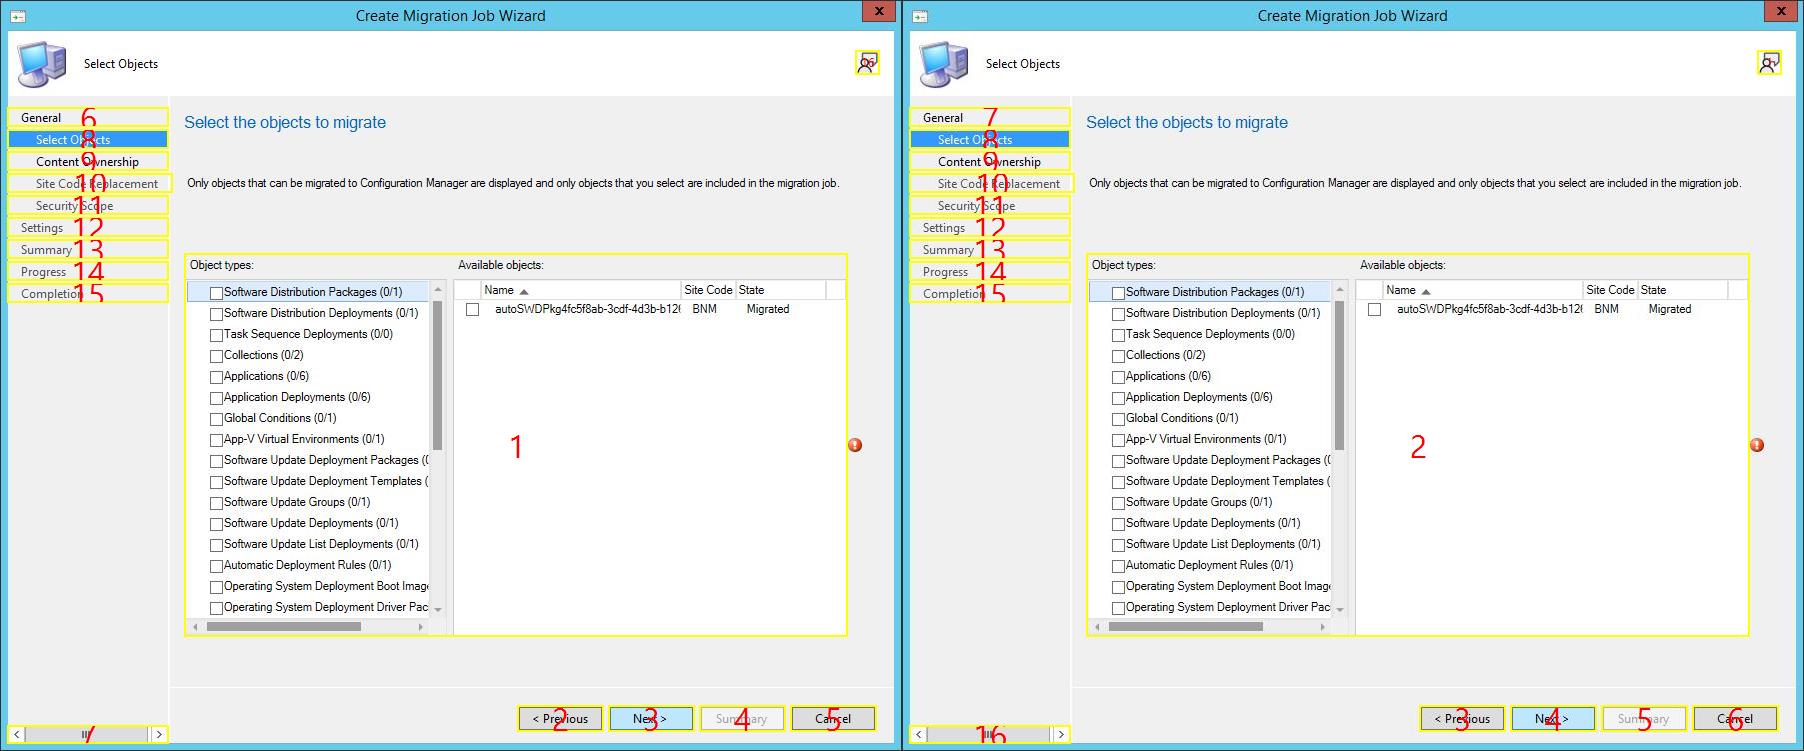 Create Migration Job Wizard
x
Select Objects
16
General 6
Select Objects 8
Content Ownership 9
Site Code Replacement 10
Security Scope 11
Settings 12
Summary 13
Progress 14
Completion 15
7
Select the objects to migrate
Only objects that can be migrated to Configuration Manager are displayed and only objects that you select are included in the migration job.
Object types:
Software Distribution Packages (0/1)
Software Distribution Deployments (0/1)
Task Sequence Deployments (0/0)
Collections (0/2)
Applications (0/6)
Application Deployments (0/6)
Global Conditions (0/1)
App-V Virtual Environments (0/1)
Software Update Deployment Packages (0
Software Update Deployment Templates (
Software Update Groups (0/1)
Software Update Deployments (0/1)
Software Update List Deployments (0/1)
Automatic Deployment Rules (0/1)
Operating System Deployment Boot Image
Operating System Deployment Driver Pac
Available objects:
Name Site Code State
autoSWDPkg4fc5f8ab-3cdf-4d3b-b126 BNM Migrated
1
< Previous 2
Next > 3
Summary 4
Cancel 5
Create Migration Job Wizard
x
Select Objects
General 7
Select Objects 8
Content Ownership 9
Site Code Replacement 10
Security Scope 11
Settings 12
Summary 13
Progress 14
Completion 15
16
Select the objects to migrate
Only objects that can be migrated to Configuration Manager are displayed and only objects that you select are included in the migration job.
Object types:
Software Distribution Packages (0/1)
Software Distribution Deployments (0/1)
Task Sequence Deployments (0/0)
Collections (0/2)
Applications (0/6)
Application Deployments (0/6)
Global Conditions (0/1)
App-V Virtual Environments (0/1)
Software Update Deployment Packages (0
Software Update Deployment Templates (
Software Update Groups (0/1)
Software Update Deployments (0/1)
Software Update List Deployments (0/1)
Automatic Deployment Rules (0/1)
Operating System Deployment Boot Image
Operating System Deployment Driver Pac
Available objects:
Name Site Code State
autoSWDPkg4fc5f8ab-3cdf-4d3b-b126 BNM Migrated
2
< Previous 3
Next > 4
Summary 5
Cancel 6